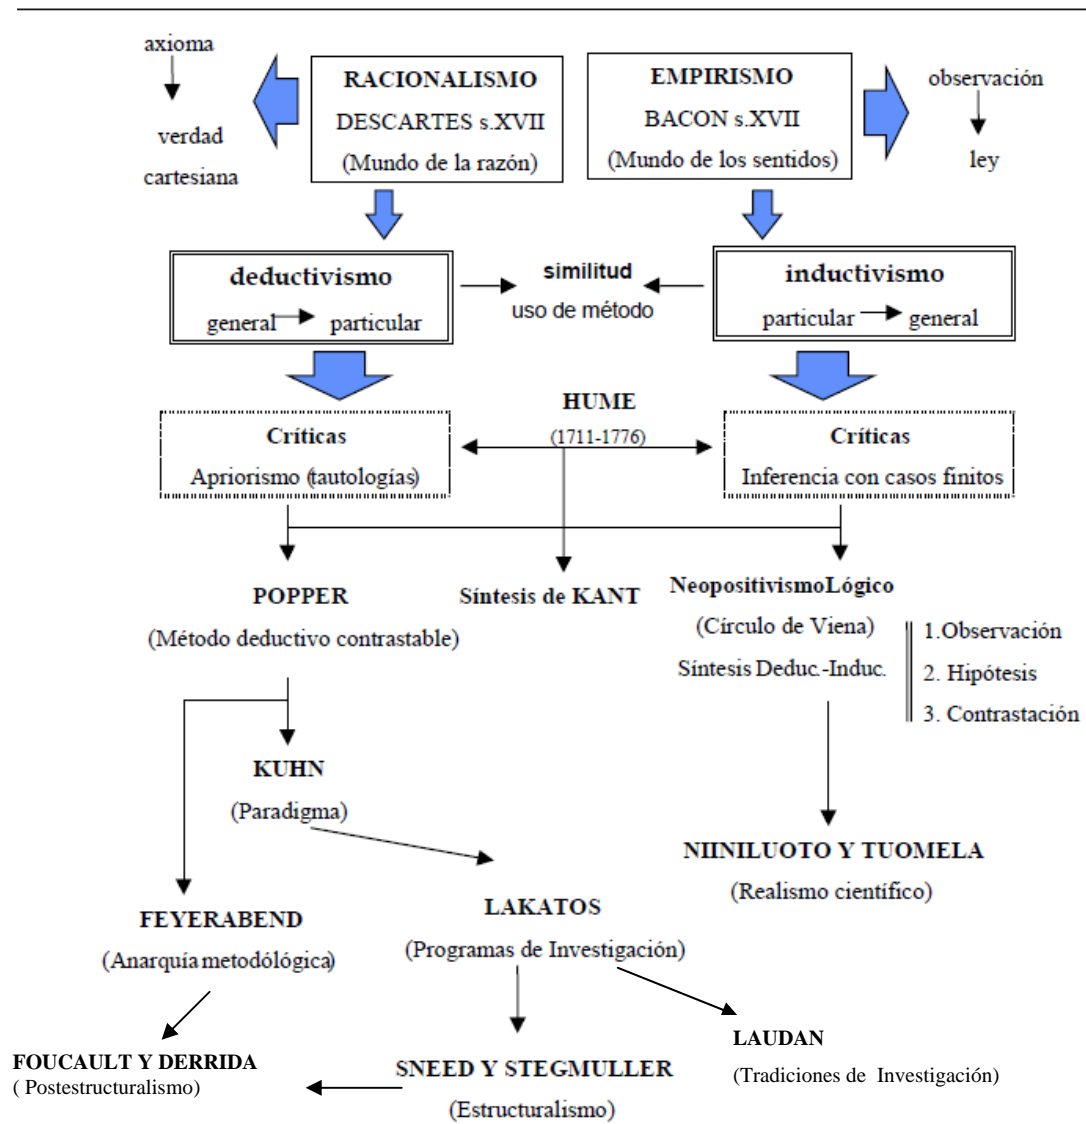 axioma
verdad
cartesiana
RACIONALISMO
DESCARTES s.XVII
(Mundo de la razón)
EMPIRISMO
BACON s.XVII
(Mundo de los sentidos)
observación
ley
deductivismo
general particular
similitud
uso de método
inductivismo
particular general
Críticas
Apriorismo (tautologías)
HUME
(1711-1776)
Críticas
Inferencia con casos fínitos
POPPER
(Método deductivo contrastable)
Síntesis de KANT
NeopositivismoLógico
(Círculo de Viena)
Síntesis Deduc.-Induc.
1.Observación
2. Hipótesis
3. Contrastación
KUHN
(Paradigma)
NIINILUOTO Y TUOMELA
(Realismo científico)
FEYERABEND
(Anarquía metodólógica)
LAKATOS
(Programas de Investigación)
FOUCAULT Y DERRIDA
( Postestructuralismo)
SNEED Y STEGMULLER
(Estructuralismo)
LAUDAN
(Tradiciones de Investigación)